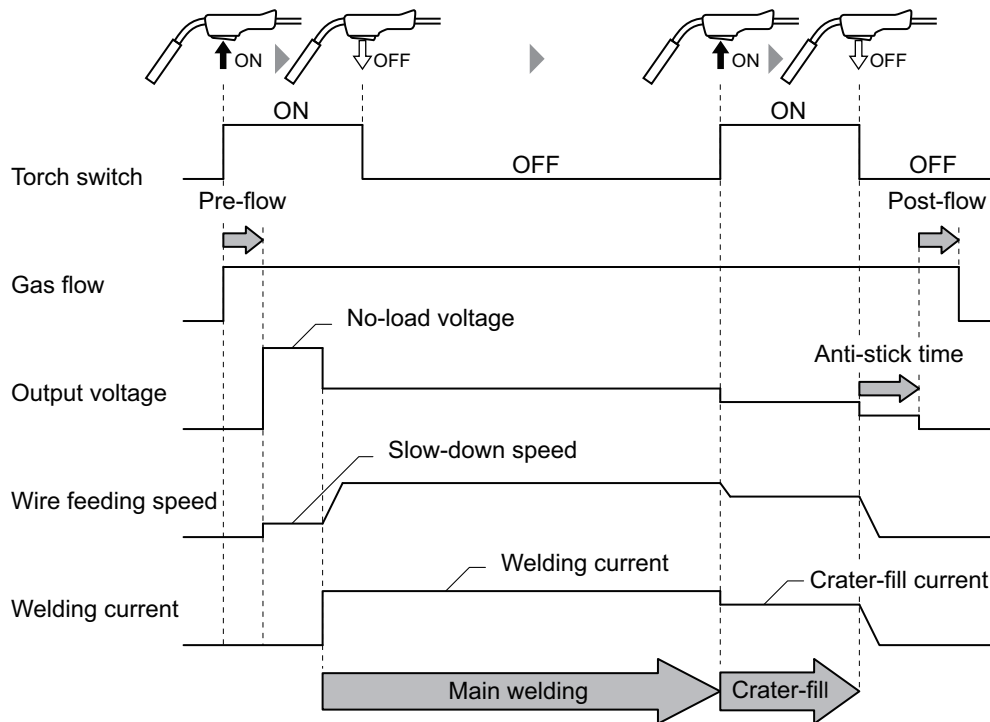 ON
OFF
ON
OFF
ON
ON
Torch switch
OFF
OFF
Pre-flow
Post-flow
Gas flow
No-load voltage
Anti-stick time
Output voltage
Slow-down speed
Wire feeding speed
Welding current
Crater-fill current
Welding current
Main welding
Crater-fill